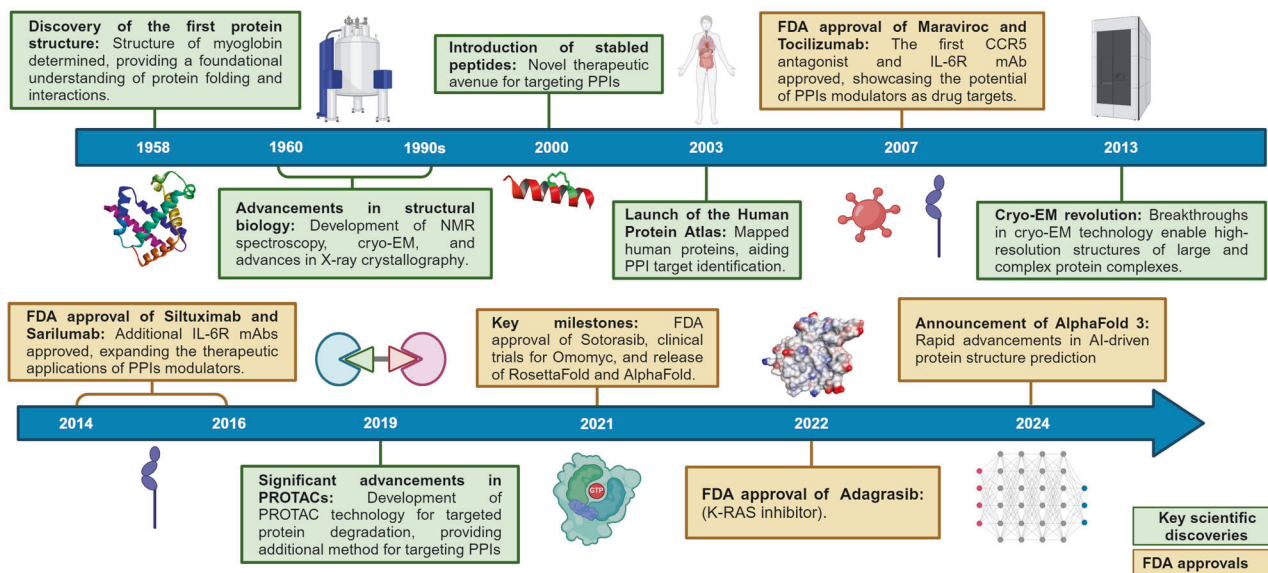 Discovery of the first protein
structure: Structure of myoglobin
determined, providing a foundational
understanding of protein folding and
interactions.
Introduction of stabled
peptides: Novel therapeutic
avenue for targeting PPIs
FDA approval of Maraviroc and
Tocilizumab: The first CCR5
antagonist and IL-6R mAb
approved, showcasing the potential
of PPIs modulators as drug targets.
1958
1960
1990s
2000
2003
2007
2013
Advancements in structural
biology: Development of NMR
spectroscopy, cryo-EM, and
advances in X-ray crystallography.
Launch of the Human
Protein Atlas: Mapped
human proteins, aiding
PPI target identification.
Cryo-EM revolution: Breakthroughs
in cryo-EM technology enable high-
resolution structures of large and
complex protein complexes.
FDA approval of Siltuximab and
Sarilumab: Additional IL-6R mAbs
approved, expanding the therapeutic
applications of PPIs modulators.
Key milestones: FDA
approval of Sotorasib, clinical
trials for Omomyc, and release
of RosettaFold and AlphaFold.
Announcement of AlphaFold 3:
Rapid advancements in AI-driven
protein structure prediction
2014
2016
2019
2021
2022
2024
Significant advancements in
PROTACs: Development of
PROTAC technology for targeted
protein degradation, providing
additional method for targeting PPIs
GTP
FDA approval of Adagrasib:
(K-RAS inhibitor).
Key scientific
discoveries
FDA approvals